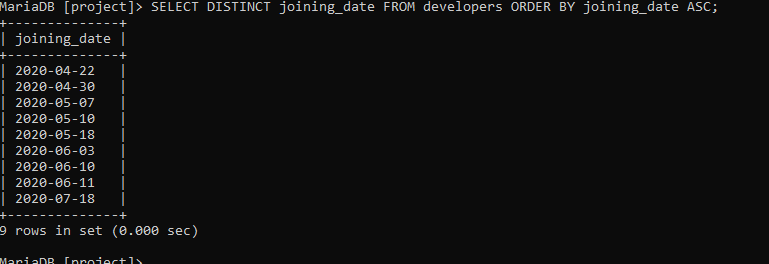 MariaDB [project]> SELECT DISTINCT joining_date FROM developers ORDER BY joining_date ASC;
+--------------+
| joining_date |
+--------------+
| 2020-04-22   |
| 2020-04-30   |
| 2020-05-07   |
| 2020-05-10   |
| 2020-05-18   |
| 2020-06-03   |
| 2020-06-10   |
| 2020-06-11   |
| 2020-07-18   |
+--------------+
9 rows in set (0.000 sec)
MariaDB [project]>